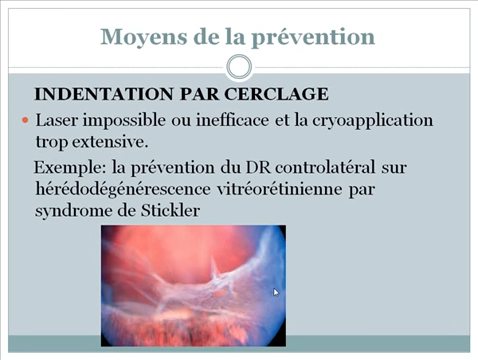 Moyens de la prévention
INDENTATION PAR CERCLAGE
• Laser impossible ou inefficace et la cryoapplication
trop extensive.
Exemple: la prévention du DR controlatéral sur
hérédodégénérescence vitréorétinienne par
syndrome de Stickler